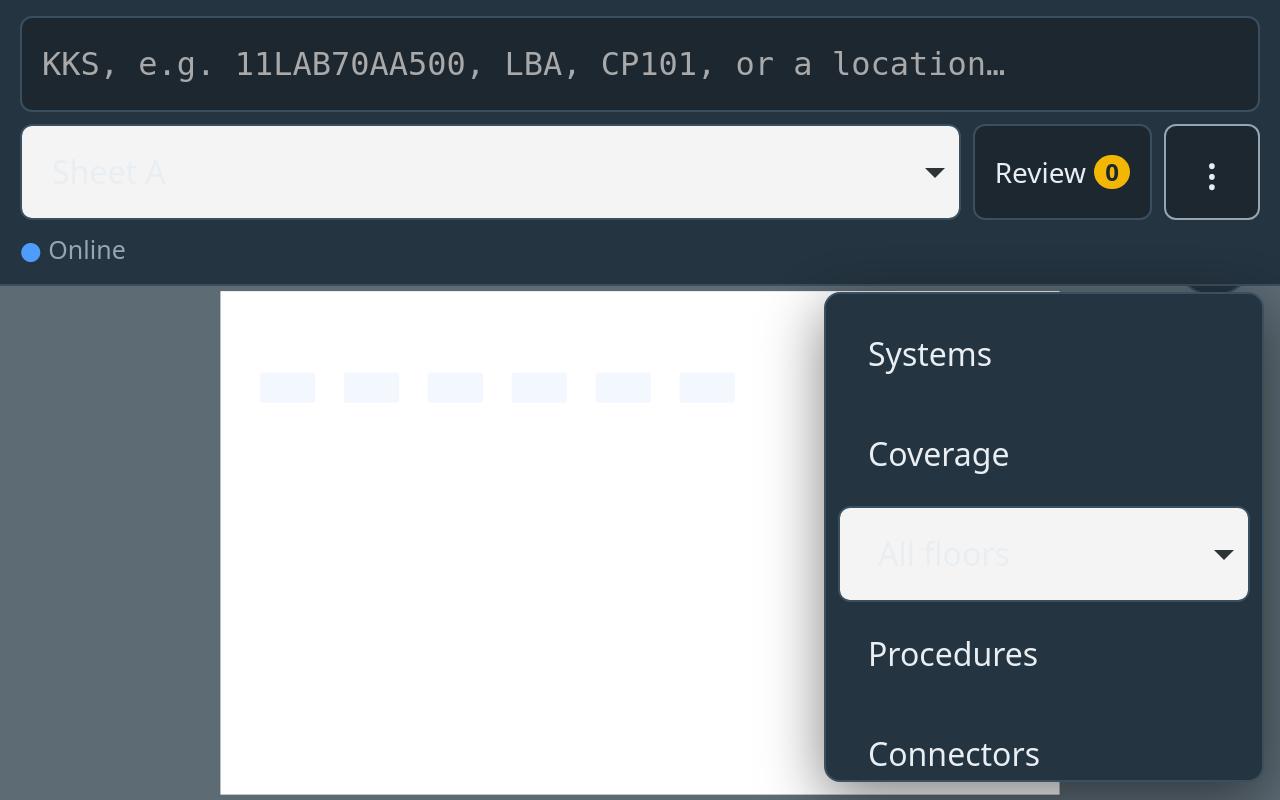 KKS, e.g. 11LAB70AA500, LBA, CP101, or a location…
Sheet A
Review 0
Online
Systems
Coverage
All floors
Procedures
Connectors